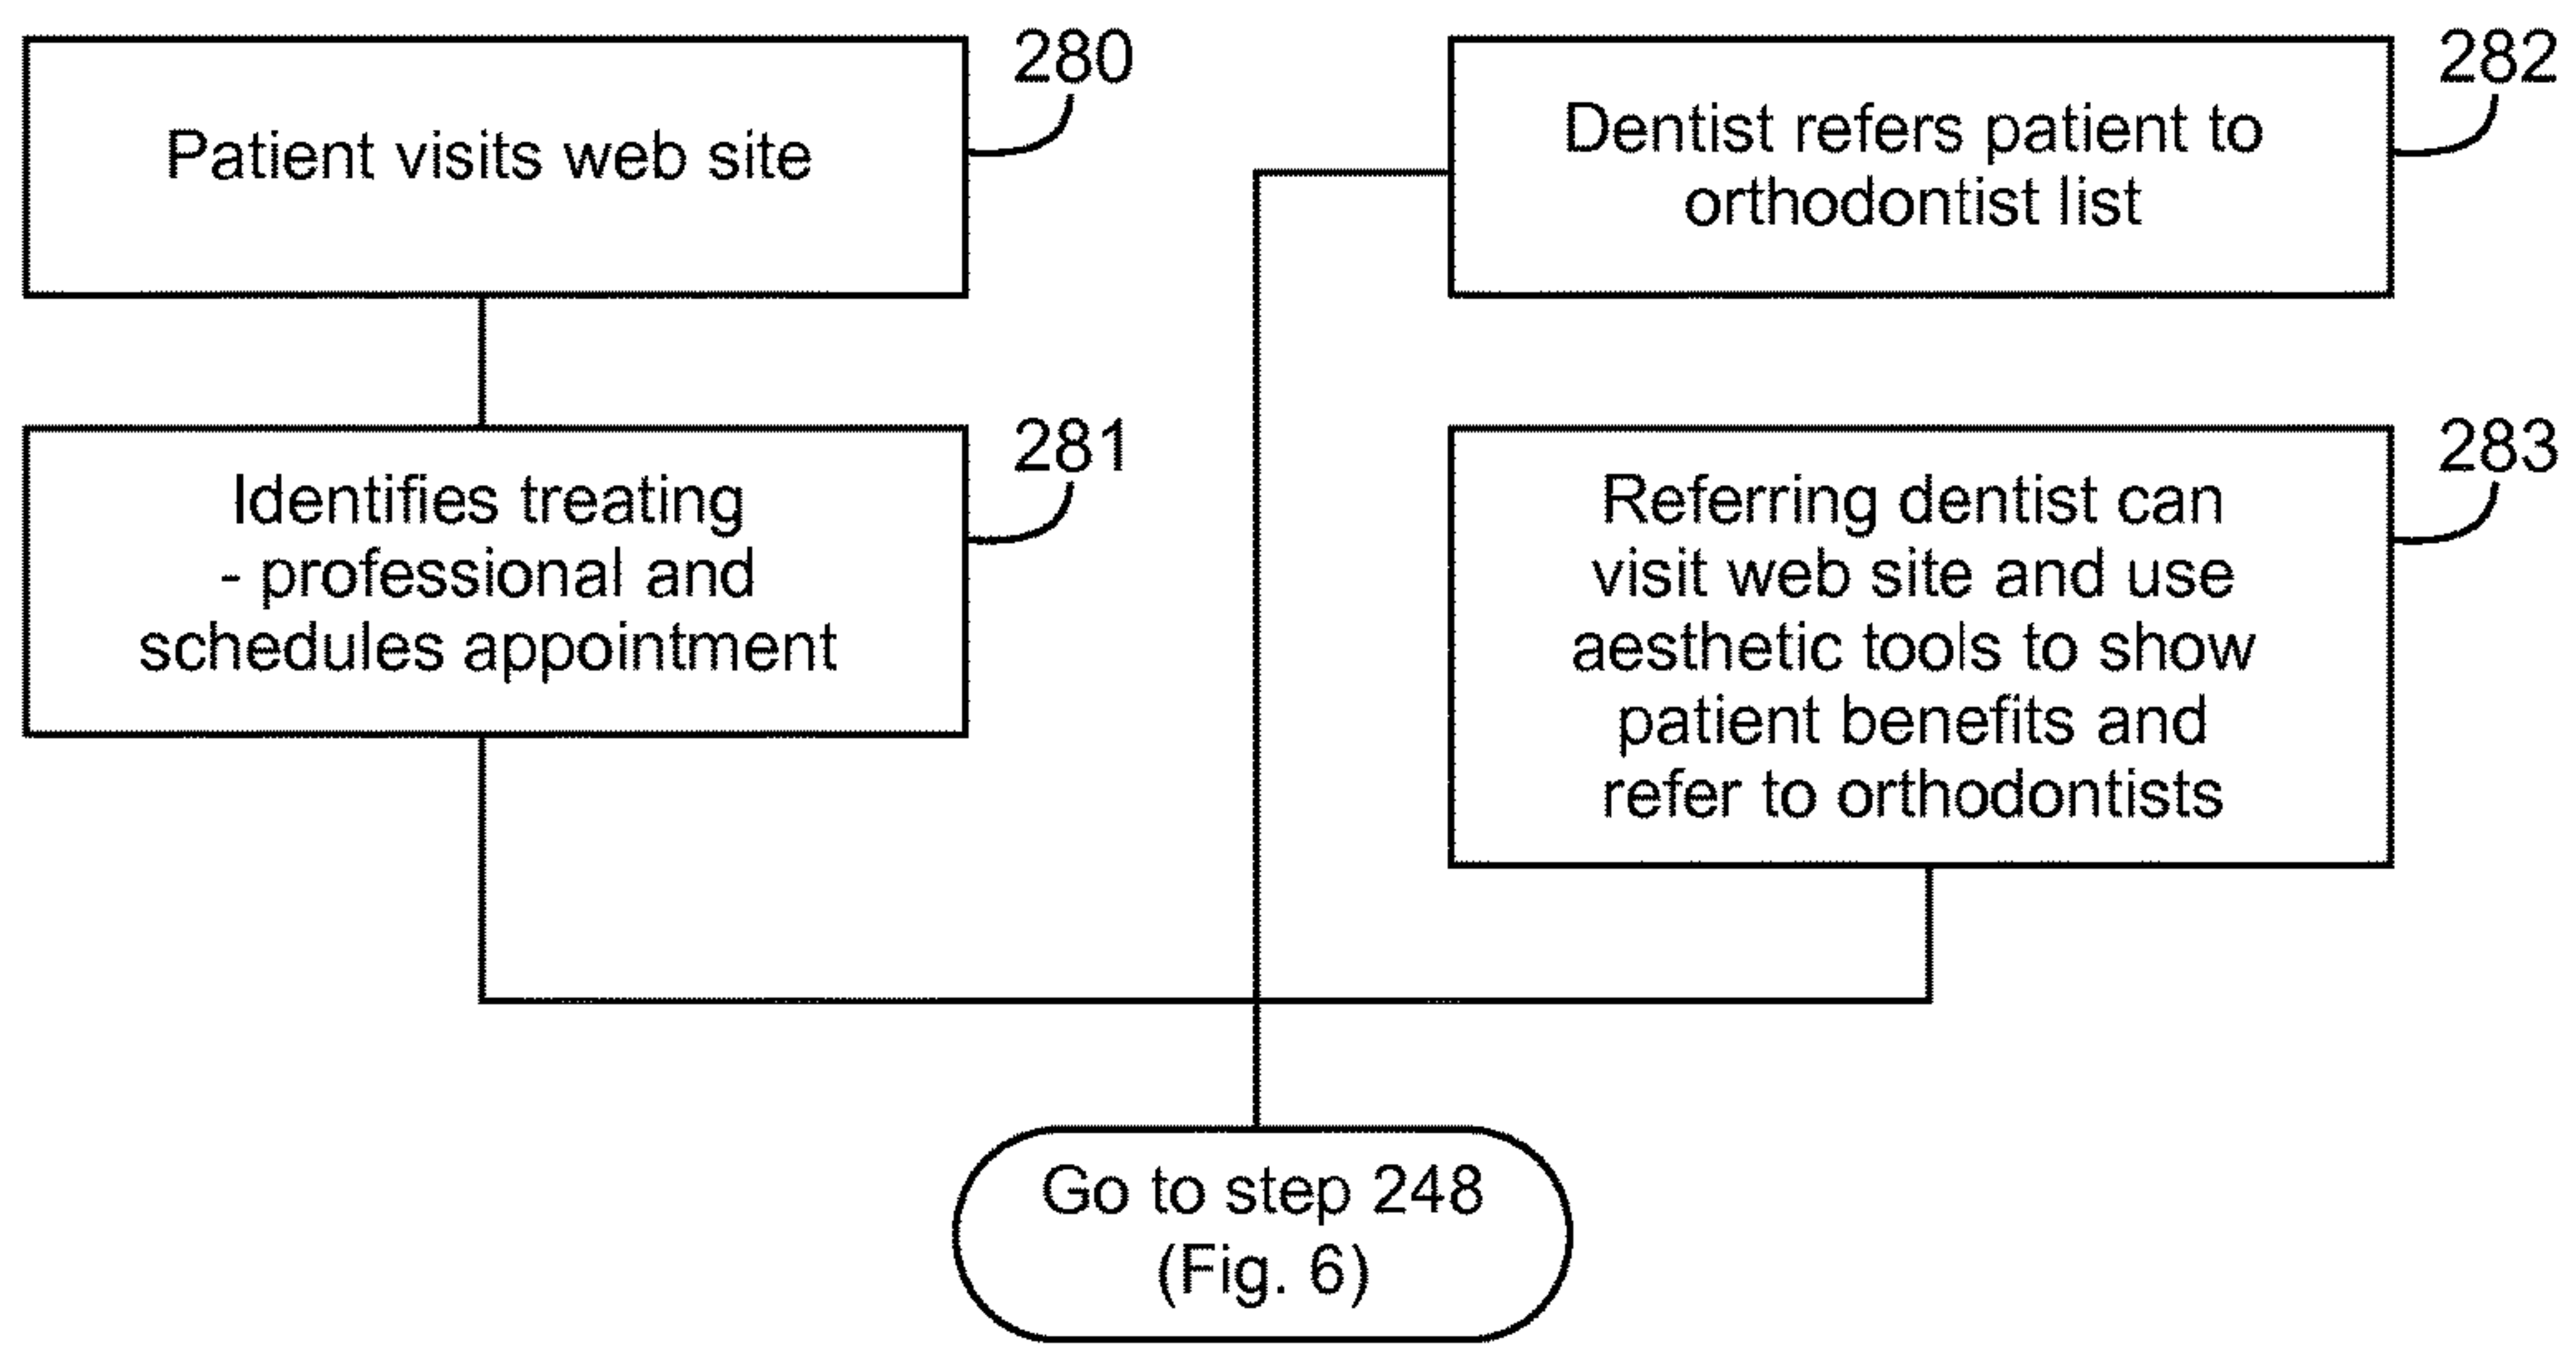 280
Patient visits web site
282
Dentist refers patient to
orthodontist list
281
Identifies treating
- professional and
schedules appointment
283
Referring dentist can
visit web site and use
aesthetic tools to show
patient benefits and
refer to orthodontists
Go to step 248
(Fig. 6)